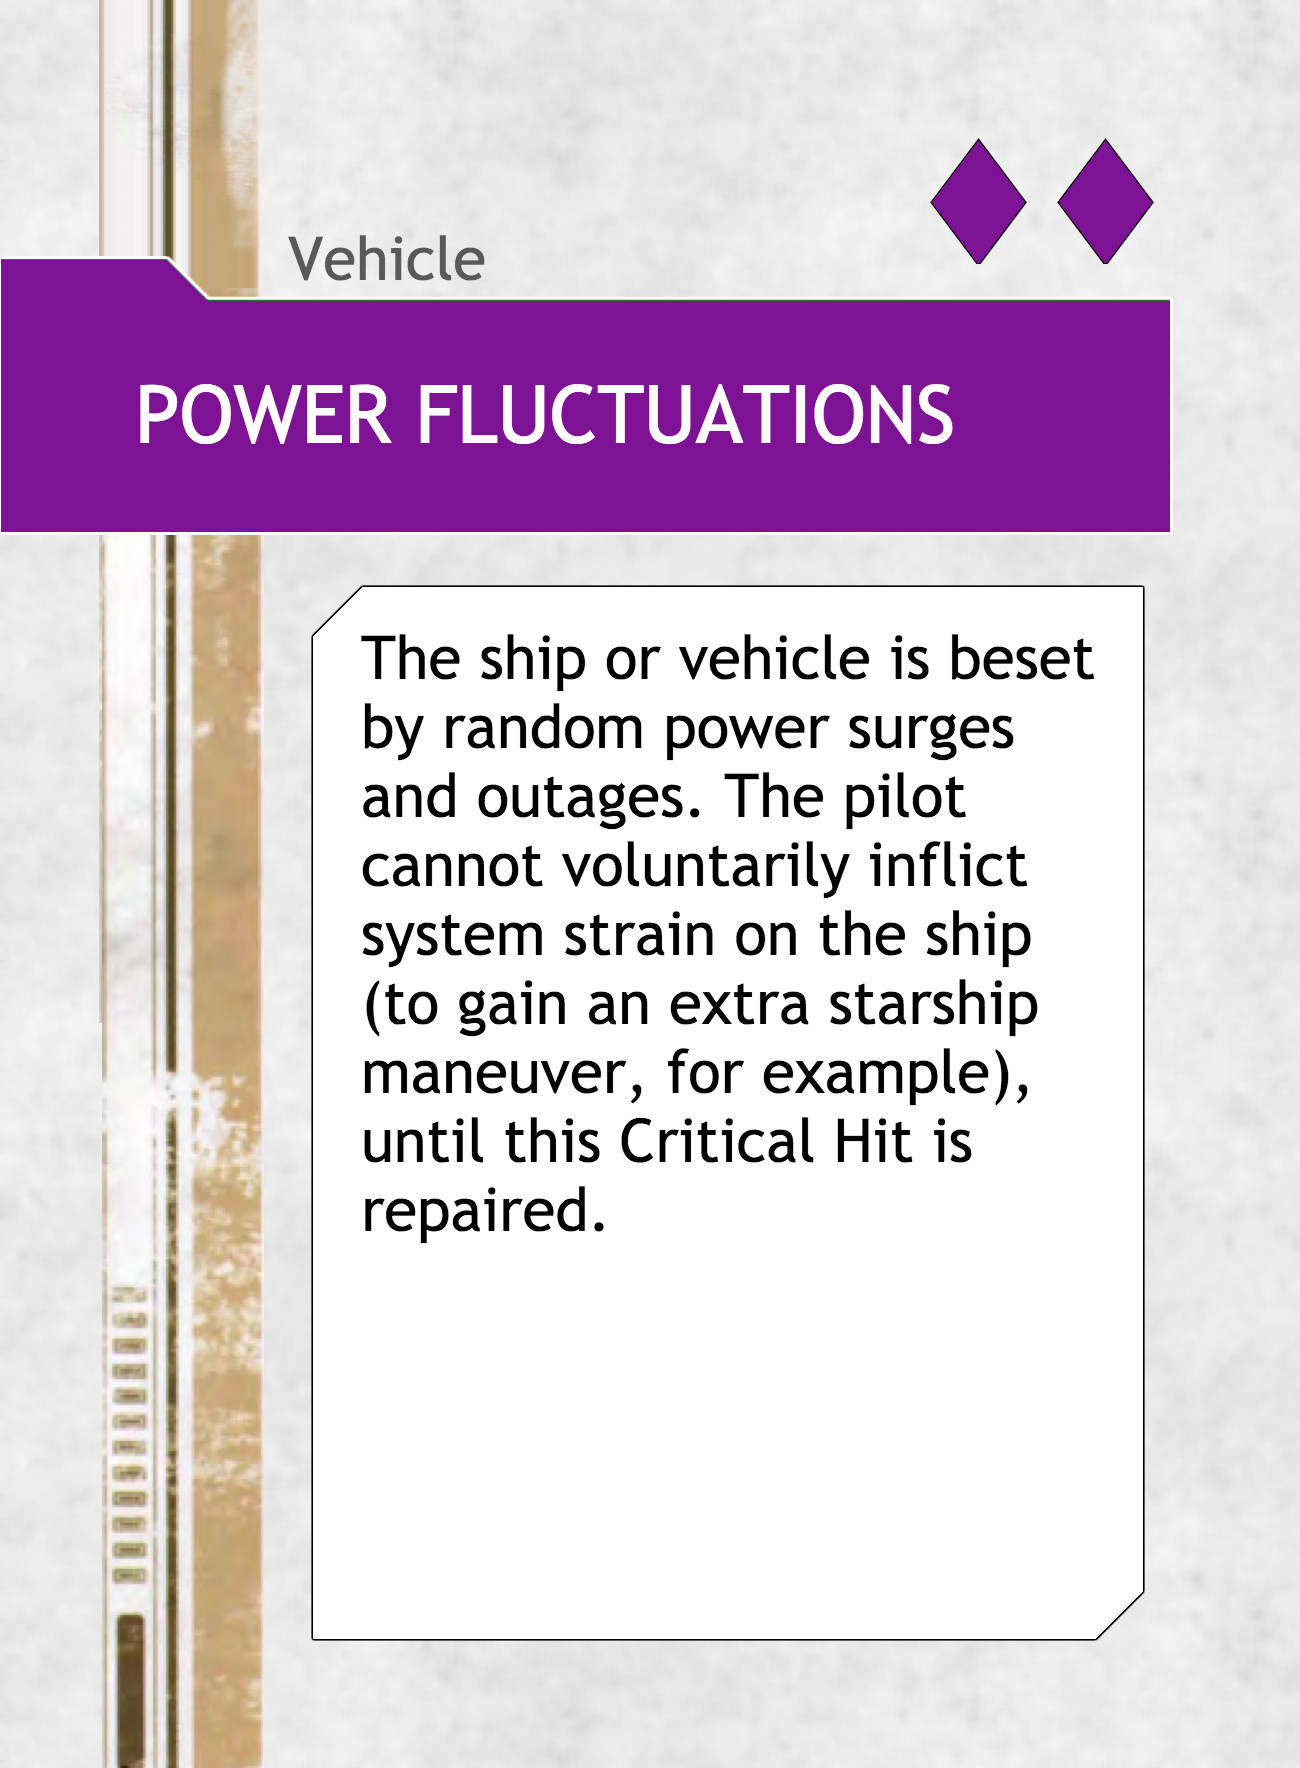 Vehicle
POWER FLUCTUATIONS
The ship or vehicle is beset
by random power surges
and outages. The pilot
cannot voluntarily inflict
system strain on the ship
(to gain an extra starship
maneuver, for example),
until this Critical Hit is
repaired.